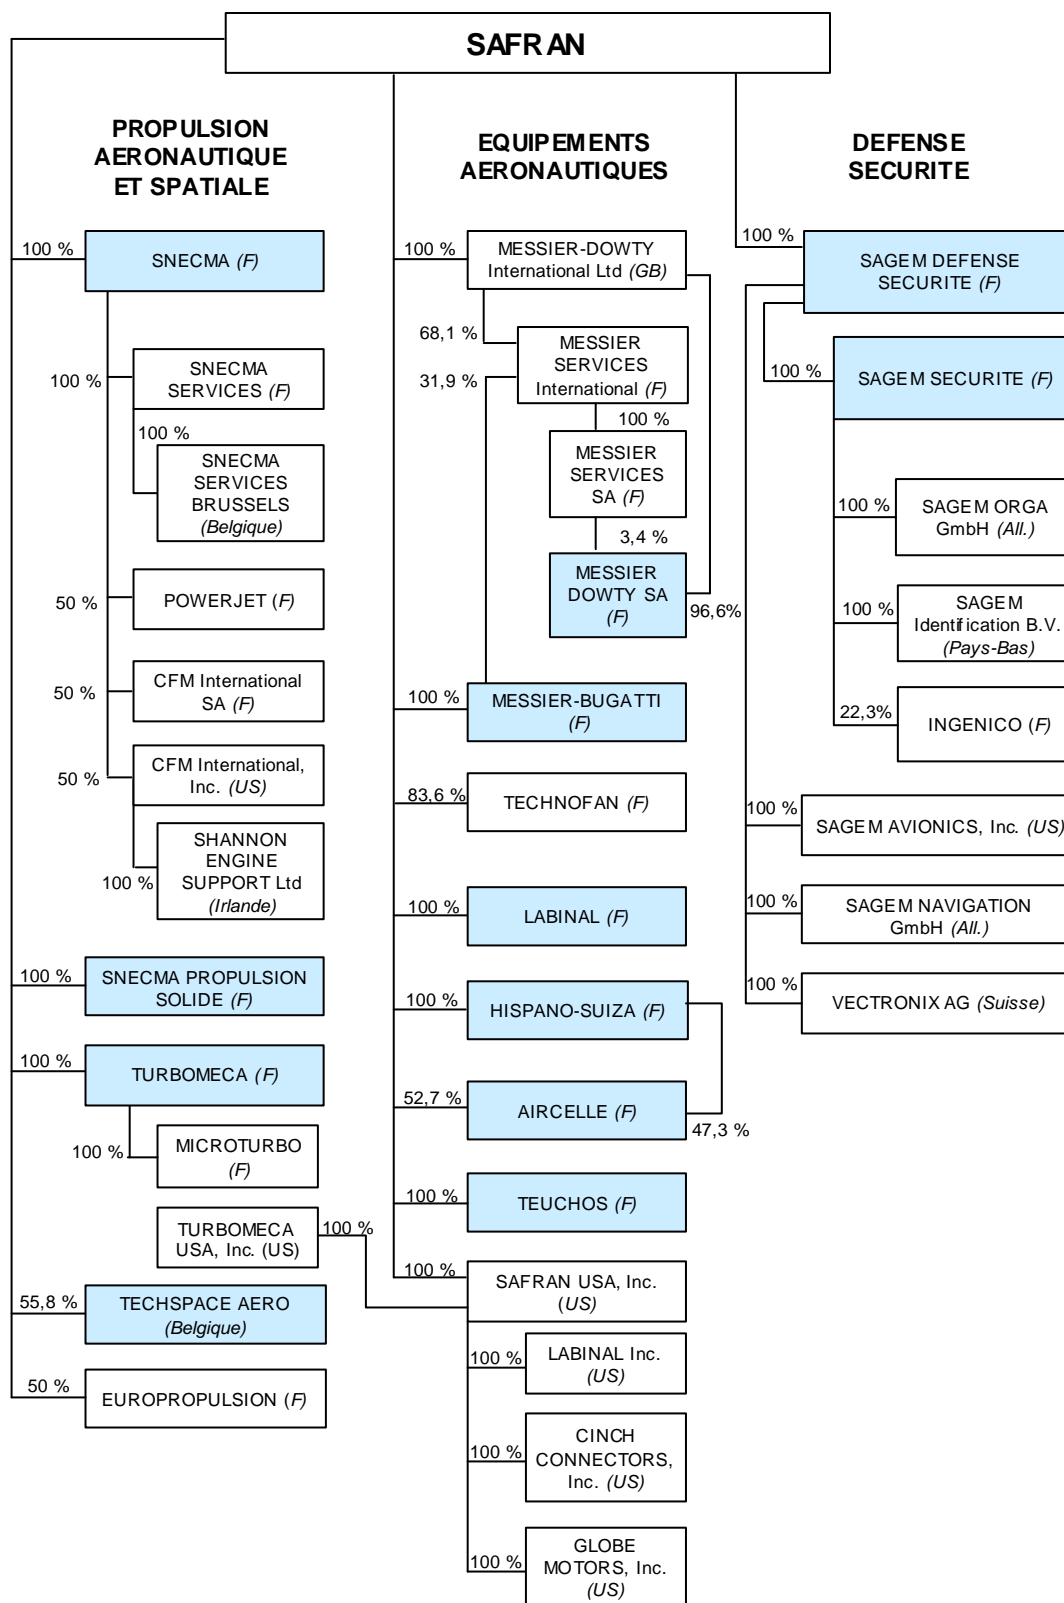 SAFRAN
PROPULSION
AERONAUTIQUE
ET SPATIALE
100 %
SNECMA (F)
100 %
SNECMA
SERVICES (F)
100 %
SNECMA
SERVICES
BRUSSELS
(Belgique)
50 %
POWERJET (F)
50 %
CFM International
SA (F)
50 %
CFM International,
Inc. (US)
100 %
SHANNON
ENGINE
SUPPORT Ltd
(Irlande)
100 %
SNECMA PROPULSION
SOLIDE (F)
100 %
TURBOMECA (F)
100 %
MICROTURBO
(F)
TURBOMECA
USA, Inc. (US)
100 %
55,8 %
TECHSPACE AERO
(Belgique)
50 %
EUROPROPULSION (F)
EQUIPEMENTS
AERONAUTIQUES
100 %
MESSIER-DOWTY
International Ltd (GB)
68,1 %
31,9 %
MESSIER
SERVICES
International (F)
100 %
MESSIER
SERVICES
SA (F)
3,4 %
MESSIER
DOWTY SA
(F)
96,6%
100 %
MESSIER-BUGATTI
(F)
83,6 %
TECHNOFAN (F)
100 %
LABINAL (F)
100 %
HISPANO-SUIZA (F)
52,7 %
AIRCELLE (F)
47,3 %
100 %
TEUCHOS (F)
100 %
SAFRAN USA, Inc.
(US)
100 %
LABINAL Inc.
(US)
100 %
CINCH
CONNECTORS,
Inc. (US)
100 %
GLOBE
MOTORS, Inc.
(US)
DEFENSE
SECURITE
100 %
SAGEM DEFENSE
SECURITE (F)
100 %
SAGEM SECURITE (F)
100 %
SAGEM ORGA
GmbH (All.)
100 %
SAGEM
Identification B.V.
(Pays-Bas)
22,3%
INGENICO (F)
100 %
SAGEM AVIONICS, Inc. (US)
100 %
SAGEM NAVIGATION
GmbH (All.)
100 %
VECTRONIX AG (Suisse)